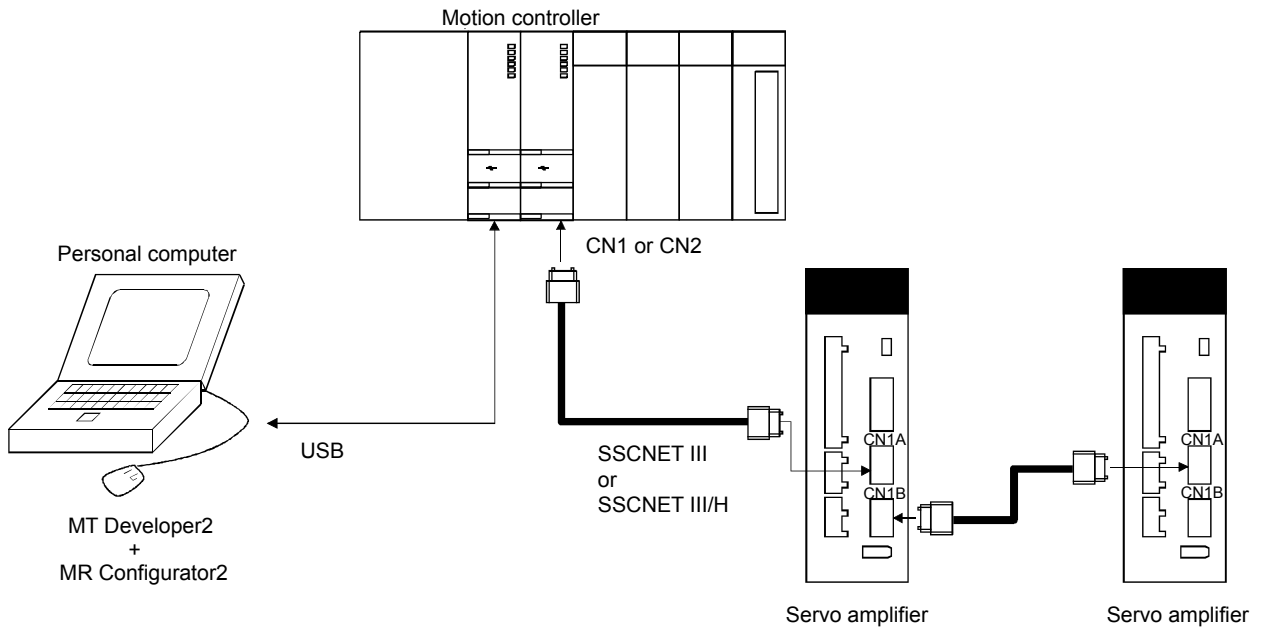 Motion controller
CN1 or CN2
Personal computer
USB
SSCNET III
or
SSCNET III/H
CN1A
CN1B
CN1A
CN1B
MT Developer2
+
MR Configurator2
Servo amplifier
Servo amplifier